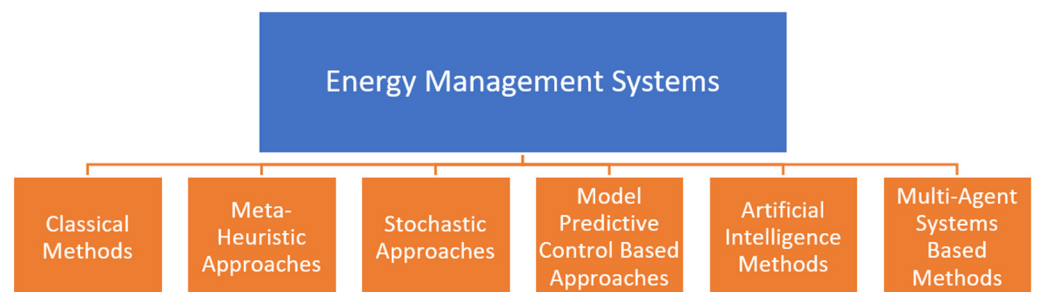 Energy Management Systems
Classical
Methods
Meta-
Heuristic
Approaches
Stochastic
Approaches
Model
Predictive
Control Based
Approaches
Artificial
Intelligence
Methods
Multi-Agent
Systems
Based
Methods